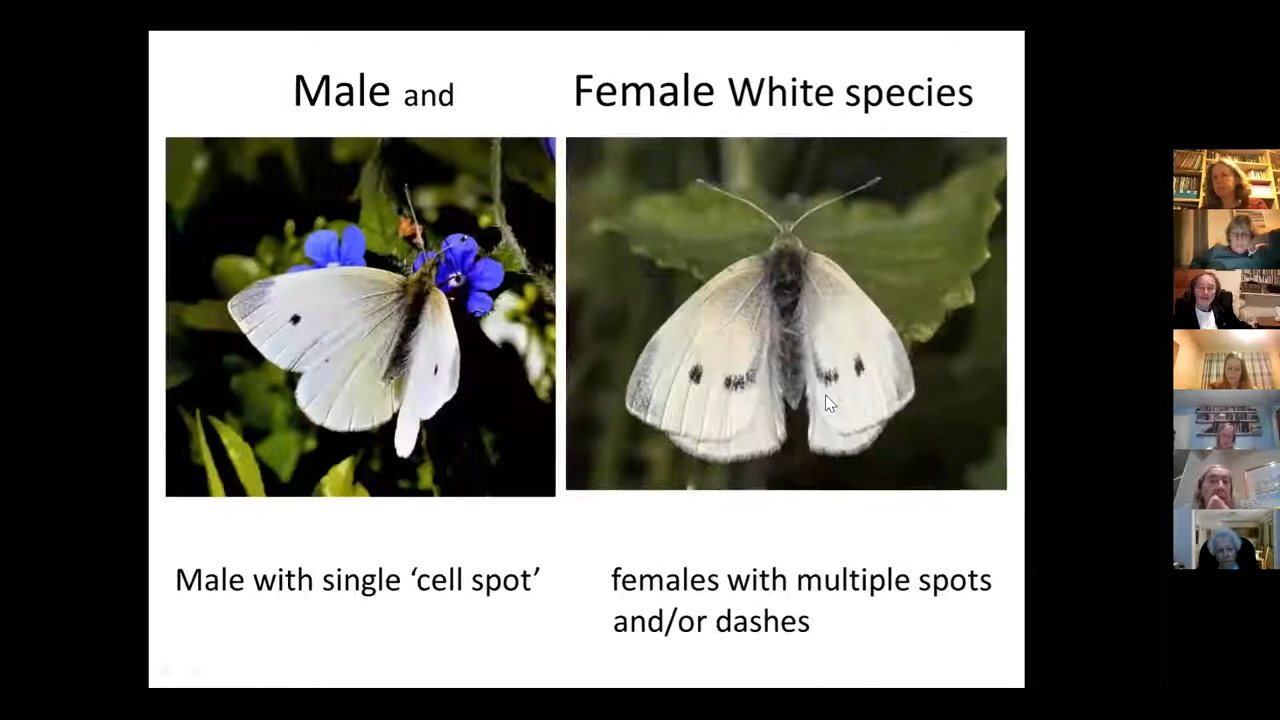 Male and Female White species
Male with single ‘cell spot’
females with multiple spots
and/or dashes